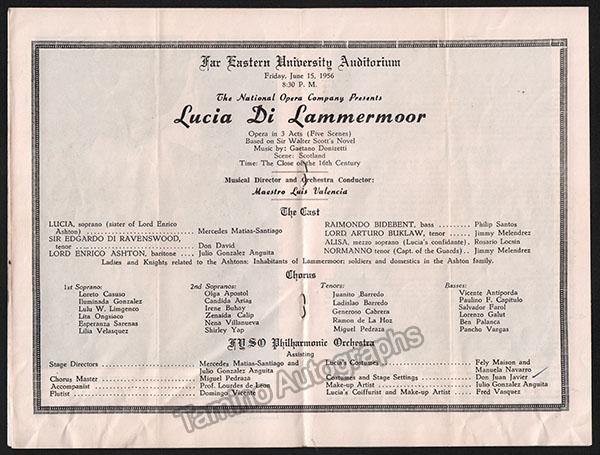 Far Eastern University Auditorium
Friday, June 15, 1956
8:30 P. M.
The National Opera Company Presents
Lucia Di Lammermoor
Opera in 3 Acts (Five Scenes)
Based on Sir Walter Scott's Novel
Music by: Gaetano Donizetti
Scene: Scotland
Time: The Close of the 16th Century
Musical Director and Orchestra Conductor:
Maestro Luis Valencia
The Cast
LUCIA, soprano (sister of Lord Enrico
Ashton) Mercedes Matias-Santiago
SIR EDGARDO DI RAVENSWOOD,
tenor Don David
LORD ENRICO ASHTON, baritone Julio Gonzalez Anguita
RAIMONDO BIDEBENT, bass Philip Santos
LORD ARTURO BUKLAW, tenor Jimmy Melendrez
ALISA, mezzo soprano (Lucia's confidante). Rosario Locsin
NORMANNO tenor (Capt. of the Guards) Jimmy Melendrez
Ladies and Knights related to the Ashtons: Inhabitants of Lammermoor: soldiers and domestics in the Ashton family.
Chorus
1st Soprano:
Loreto Casuso
Iluminada Gonzalez
Lulu W. Limgenco
Lita Ongsiaco
Esperanza Sarenas
Lilia Velasquez
2nd Sopranos:
Olga Apostol
Candida Arias
Irene Buhay
Zenaida Calip
Nena Villanueva
Shirley Yap
Tenors:
Juanito Barredo
Ladislao Barredo
Generoso Cabrera
Ramon de La Hoz
Miguel Pedraza
Basses:
Vicente Antiporda
Paulino F. Capitulo
Salvador Farol
Lorenzo Galut
Ben Palanca
Pancho Vargas
FUSO Philharmonic Orchestra
Assisting
Stage Directors Mercedes Matias-Santiago and
Julio Gonzalez Anguita
Chorus Master Miguel Pedraza
Accompanist Prof. Lourdes de Leon
Flutist Domingo Vicente
Lucia's Costumes Fely Maison and
Manuela Navarro
Costumes and Stage Settings Don Juan Javier
Make-up Artist Julio Gonzalez Anguita
Lucia's Coiffurist and Make-up Artist Fred Vasquez
Tamino Autographs